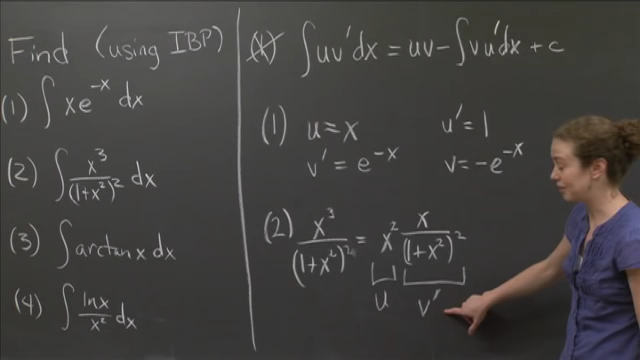 Find (using IBP)
(1) ∫ xe^{-x} dx
(2) ∫ x^3/(1+x^2)^2 dx
(3) ∫ arctan x dx
(4) ∫ ln x/x^2 dx
(*) ∫ uv' dx = uv - ∫ vu' dx + c
(1) u = x u' = 1
v' = e^{-x} v = -e^{-x}
(2) x^3/(1+x^2)^2 = x^2 x/(1+x^2)^2
u v'